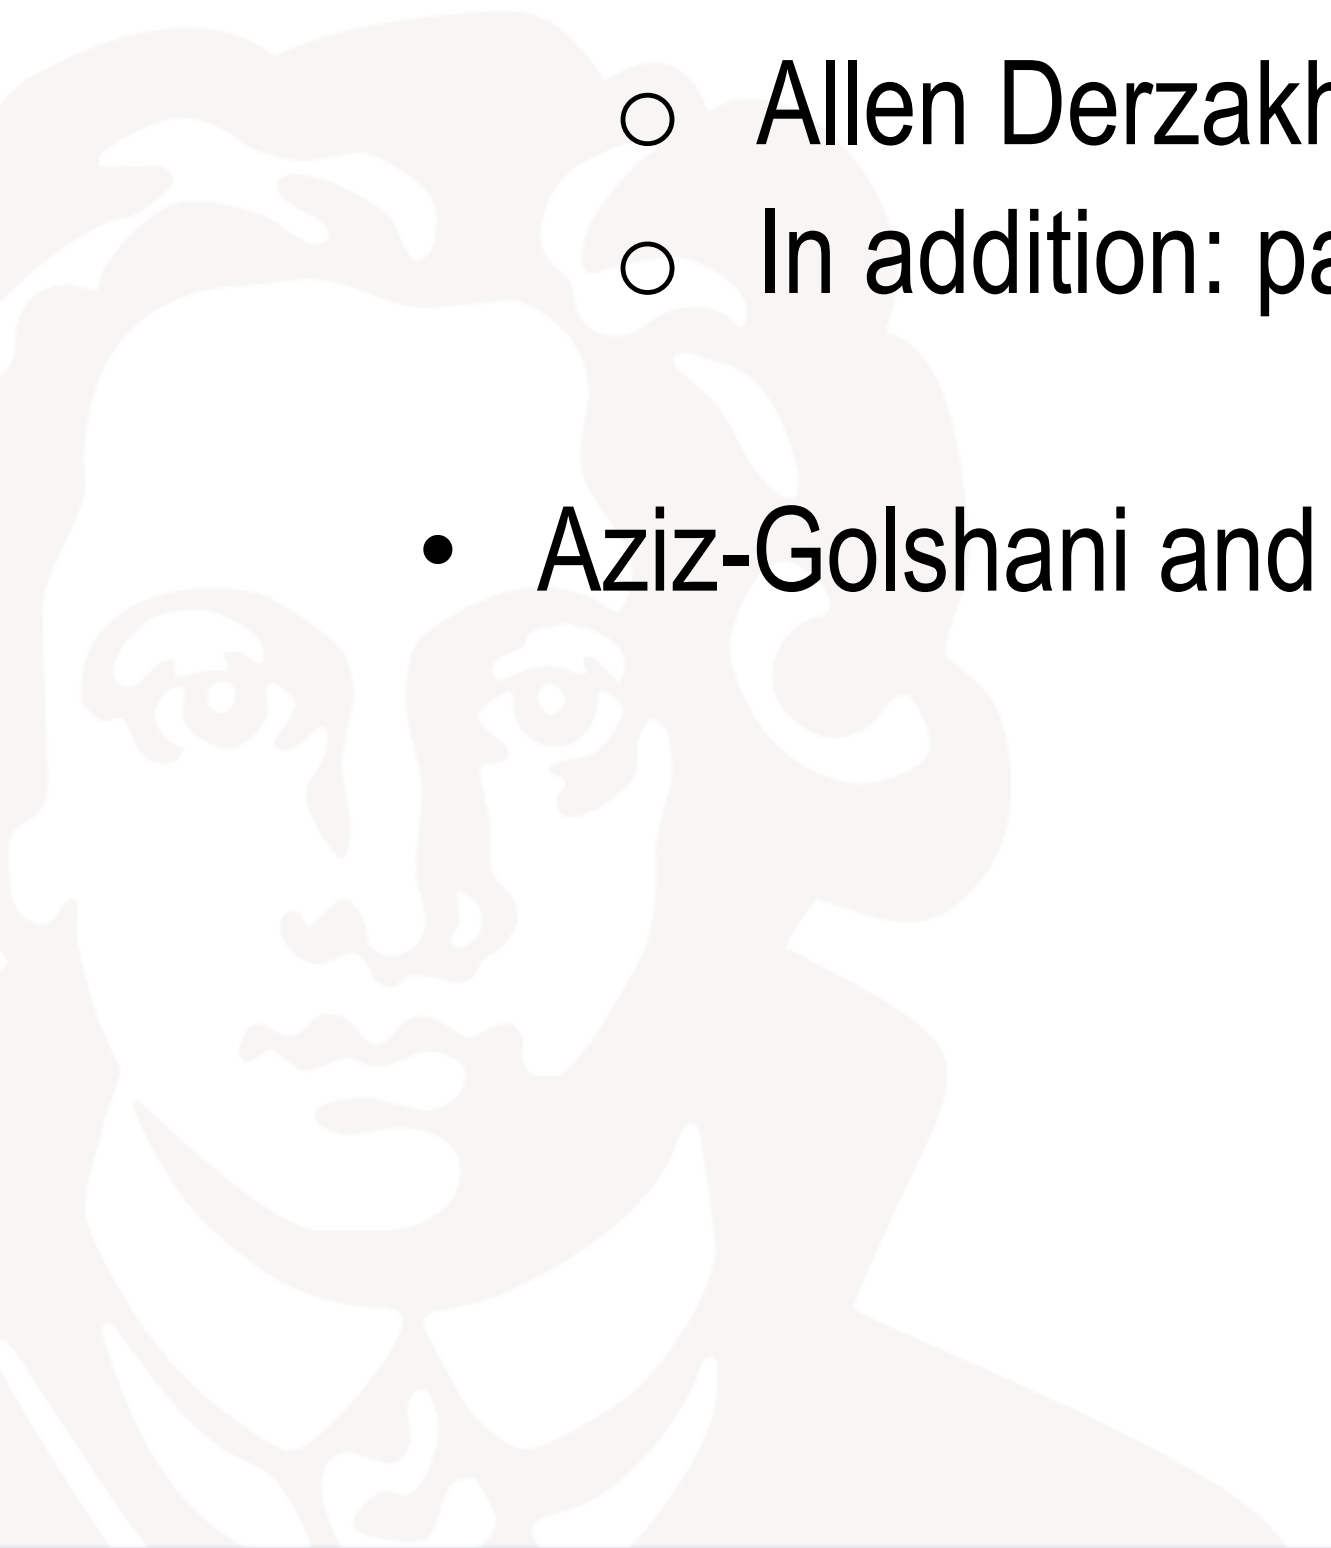 ○ Allen Derzakh
○ In addition: pa
• Aziz-Golshani and